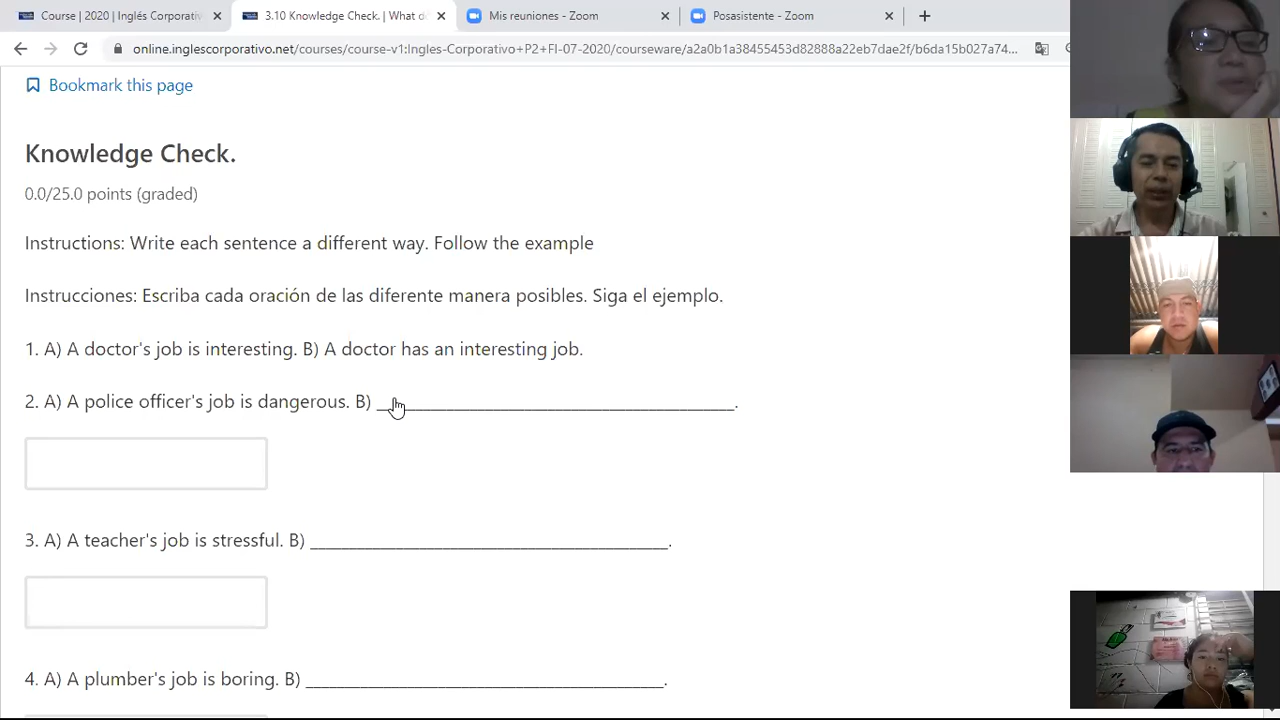 Course | 2020 | Inglés Corporativ
3.10 Knowledge Check. | What do
Mis reuniones - Zoom
Posasistente - Zoom
online.inglescorporativo.net/courses/course-v1:Ingles-Corporativo+P2+FI-07-2020/courseware/a2a0b1a38455453d82888a22eb7dae2f/b6da15b027a74...
Bookmark this page
Knowledge Check.
0.0/25.0 points (graded)
Instructions: Write each sentence a different way. Follow the example
Instrucciones: Escriba cada oración de las diferente manera posibles. Siga el ejemplo.
1. A) A doctor's job is interesting. B) A doctor has an interesting job.
2. A) A police officer's job is dangerous. B) ______________________________________.
3. A) A teacher's job is stressful. B) ______________________________________.
4. A) A plumber's job is boring. B) ______________________________________.